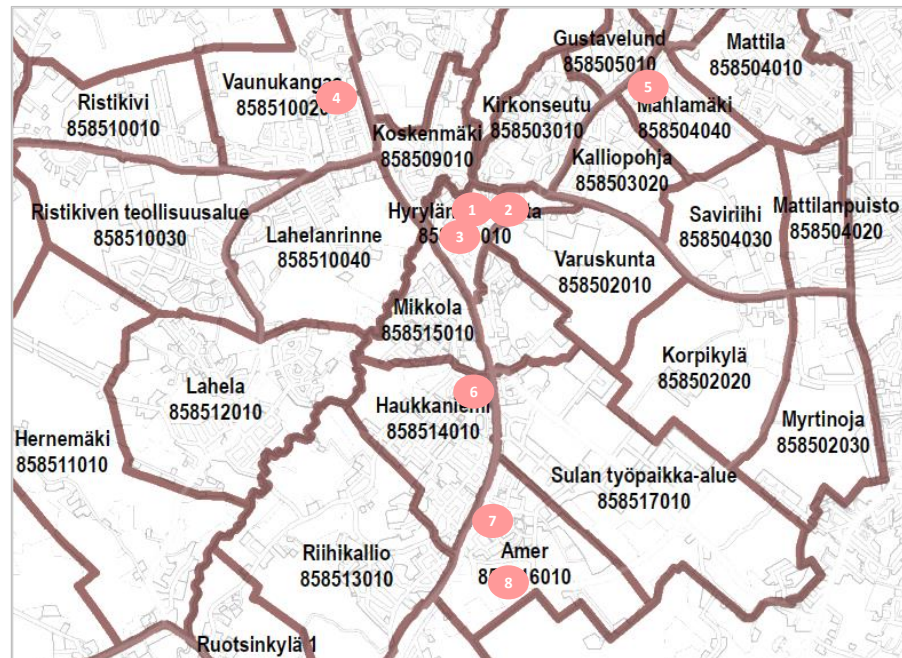 Gustavelund
858505010
Mattila
858504010
Vaunukangas
858510020
4
5
Ristikivi
858510010
Kirkonseutu
858503010
Mahlamäki
858504040
Koskenmäki
858509010
Kalliopohja
858503020
Ristikiven teollisuusalue
858510030
1
2
3
Saviriihi
858504030
Mattilanpuisto
858504020
Lahelanrinne
858510040
Varuskunta
858502010
Mikkola
858515010
Korpikylä
858502020
Lahela
858512010
6
Haukkaniemi
858514010
Myrtinoja
858502030
Hernemäki
858511010
Sulan työpaikka-alue
858517010
7
Riihikallio
858513010
Amer
8
Ruotsinkylä 1